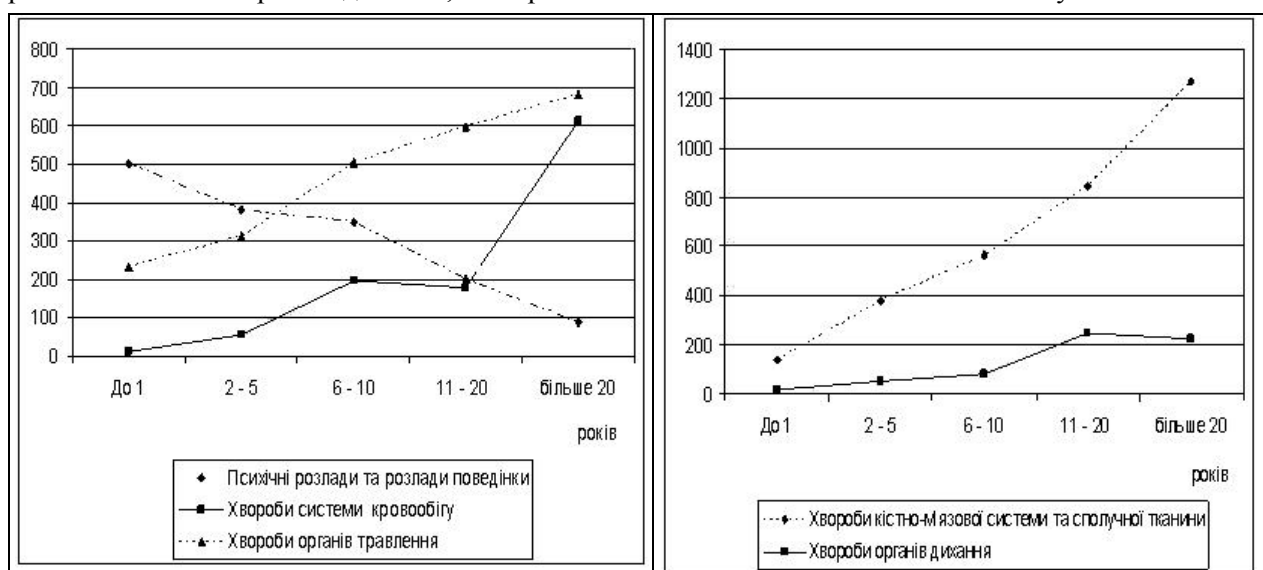 800
700
600
500
400
300
200
100
0
До 1 2 - 5 6 - 10 11 - 20 більше 20
років
Психічні розлади та розлади поведінки
Хвороби системи кровообігу
Хвороби органів травлення
1400
1200
1000
800
600
400
200
0
До 1 2 - 5 6 - 10 11 - 20 більше 20
років
Хвороби кістно-м'язової системи та сполучної тканини
Хвороби органів дихання